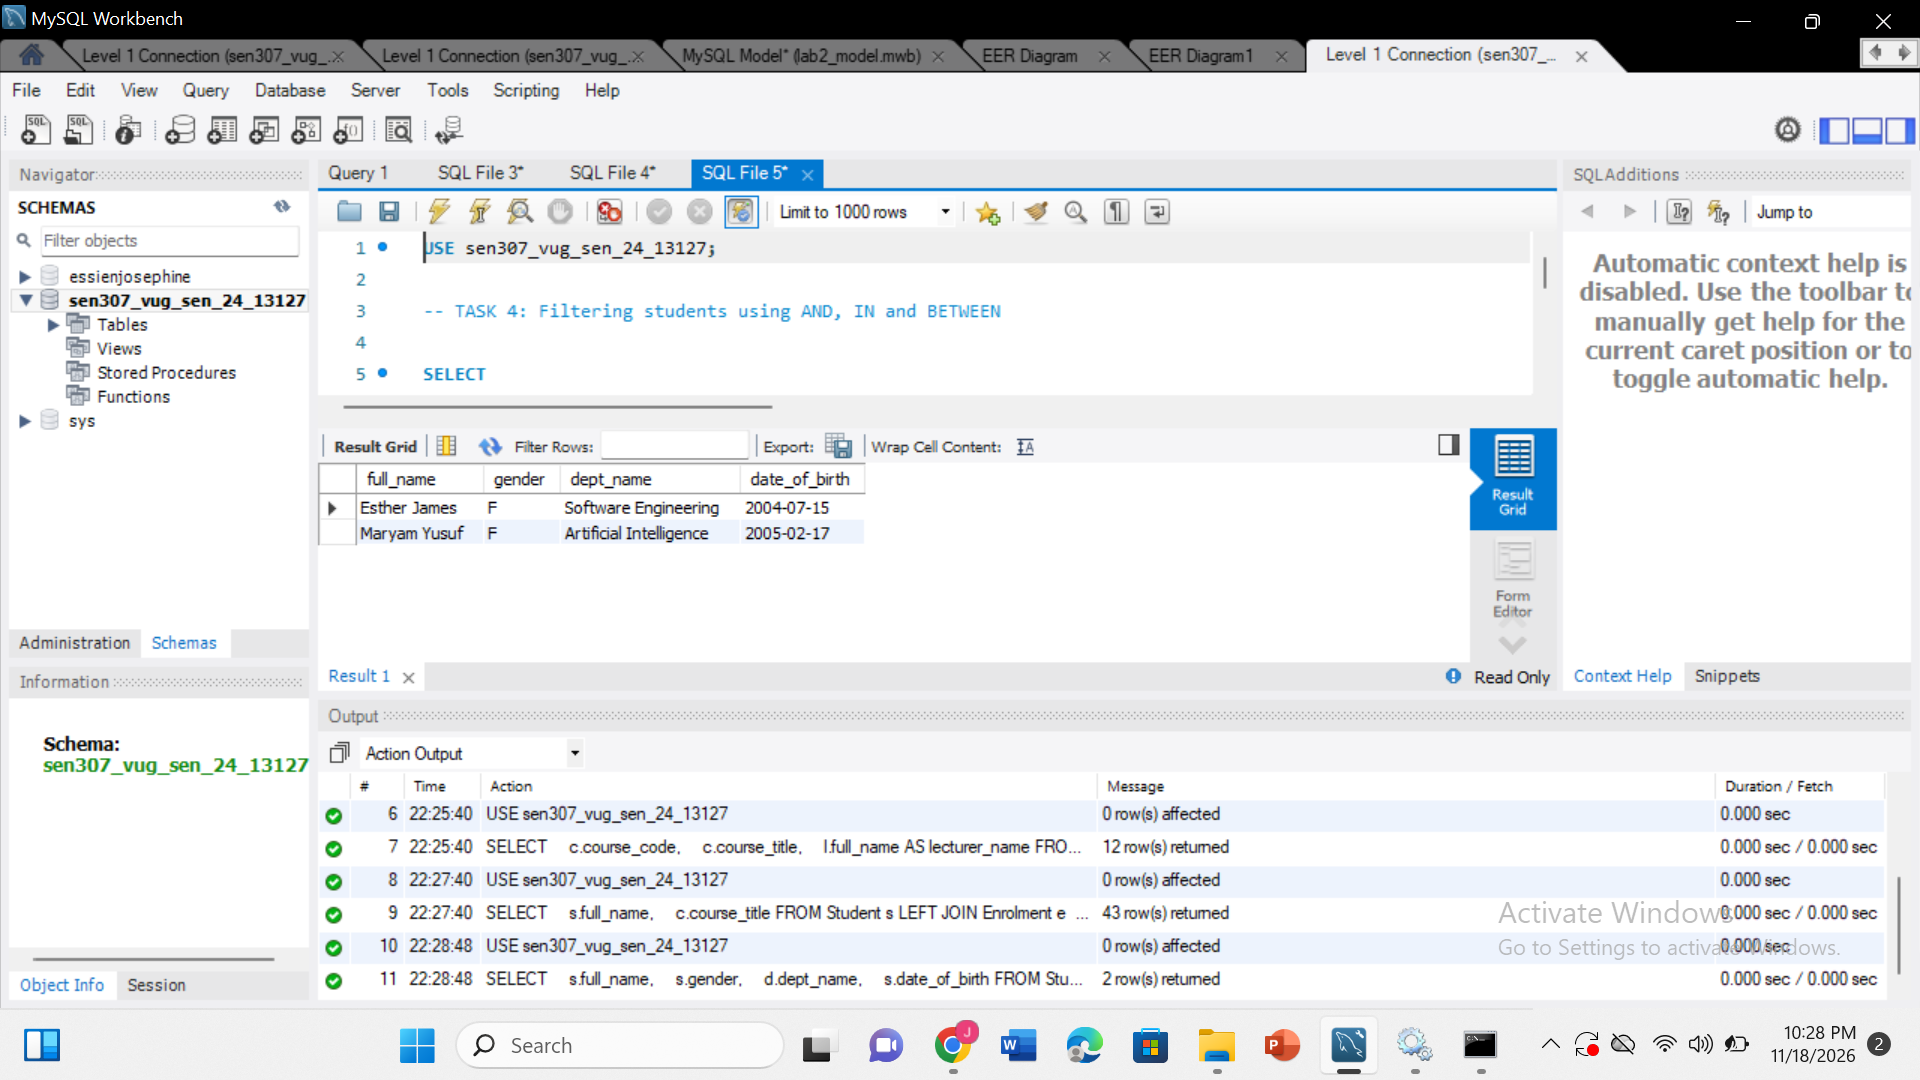 MySQL Workbench
Level 1 Connection (sen307_vug_... Level 1 Connection (sen307_vug_... MySQL Model* (lab2_model.mwb) EER Diagram EER Diagram1 Level 1 Connection (sen307_...
File Edit View Query Database Server Tools Scripting Help
Navigator
SCHEMAS
Filter objects
essienjosephine
sen307_vug_sen_24_13127
Tables
Views
Stored Procedures
Functions
sys
Administration Schemas
Information
Schema:
sen307_vug_sen_24_13127
Object Info Session
Query 1 SQL File 3* SQL File 4* SQL File 5*
Limit to 1000 rows
1 USE sen307_vug_sen_24_13127;
2
3 -- TASK 4: Filtering students using AND, IN and BETWEEN
4
5 SELECT
Result Grid Filter Rows: Export: Wrap Cell Content:
full_name gender dept_name date_of_birth
Esther James F Software Engineering 2004-07-15
Maryam Yusuf F Artificial Intelligence 2005-02-17
Result Grid
Form Editor
Result 1 Read Only
SQLAdditions
Jump to
Automatic context help is
disabled. Use the toolbar to
manually get help for the
current caret position or to
toggle automatic help.
Context Help Snippets
Output
Action Output
# Time Action Message Duration / Fetch
6 22:25:40 USE sen307_vug_sen_24_13127 0 row(s) affected 0.000 sec
7 22:25:40 SELECT c.course_code, c.course_title, l.full_name AS lecturer_name FRO... 12 row(s) returned 0.000 sec / 0.000 sec
8 22:27:40 USE sen307_vug_sen_24_13127 0 row(s) affected 0.000 sec
9 22:27:40 SELECT s.full_name, c.course_title FROM Student s LEFT JOIN Enrolment e ... 43 row(s) returned 0.000 sec / 0.000 sec
10 22:28:48 USE sen307_vug_sen_24_13127 0 row(s) affected 0.000 sec
11 22:28:48 SELECT s.full_name, s.gender, d.dept_name, s.date_of_birth FROM Stu... 2 row(s) returned 0.000 sec / 0.000 sec
Activate Windows
Go to Settings to activate Windows.
Search
10:28 PM
11/18/2026
2